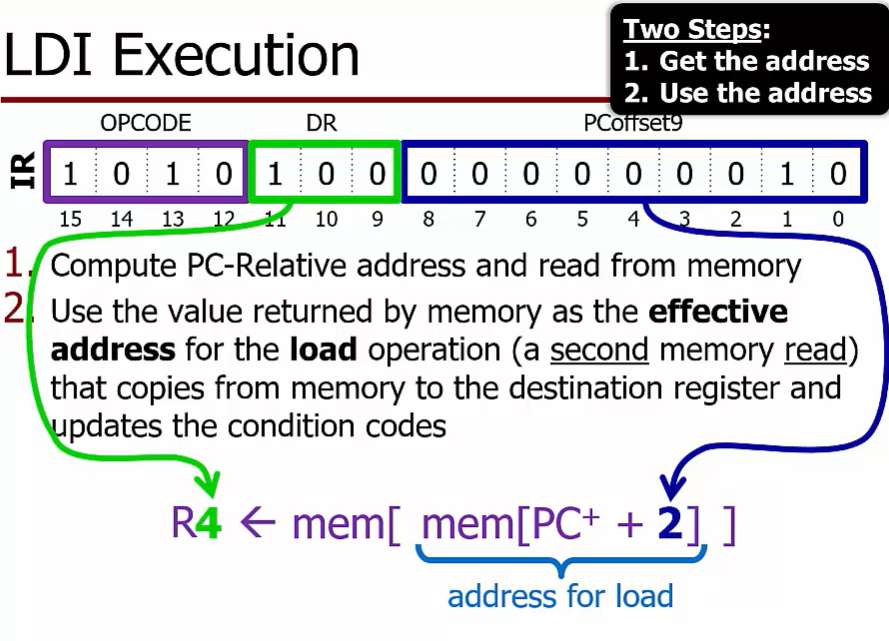 LDI Execution
Two Steps:
1. Get the address
2. Use the address
OPCODE DR PCoffset9
IR 1 0 1 0 1 0 0 0 0 0 0 0 0 0 1 0
15 14 13 12 11 10 9 8 7 6 5 4 3 2 1 0
1. Compute PC-Relative address and read from memory
2. Use the value returned by memory as the effective
address for the load operation (a second memory read)
that copies from memory to the destination register and
updates the condition codes
R4 ← mem[ mem[PC⁺ + 2] ]
address for load